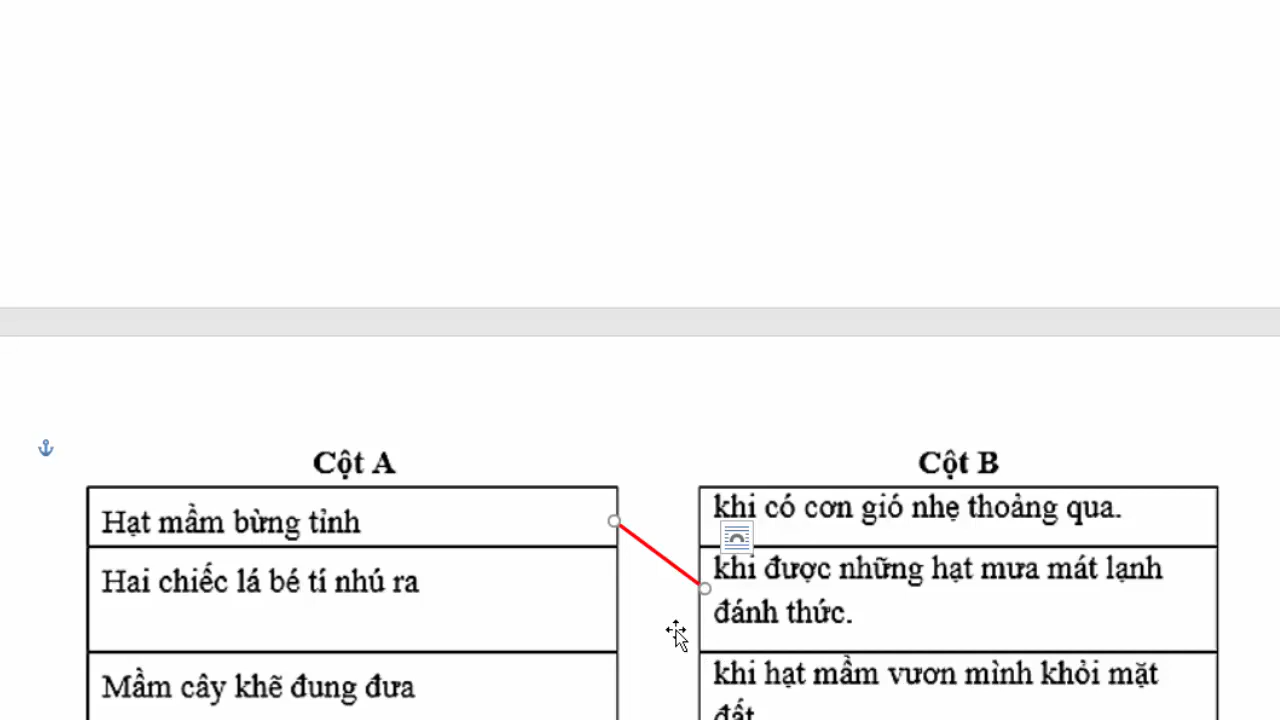 Cột A
Cột B
Hạt mầm bừng tỉnh
khi có cơn gió nhẹ thoảng qua.
Hai chiếc lá bé tí nhú ra
khi được những hạt mưa mát lạnh
đánh thức.
Mầm cây khẽ đung đưa
khi hạt mầm vươn mình khỏi mặt
đất